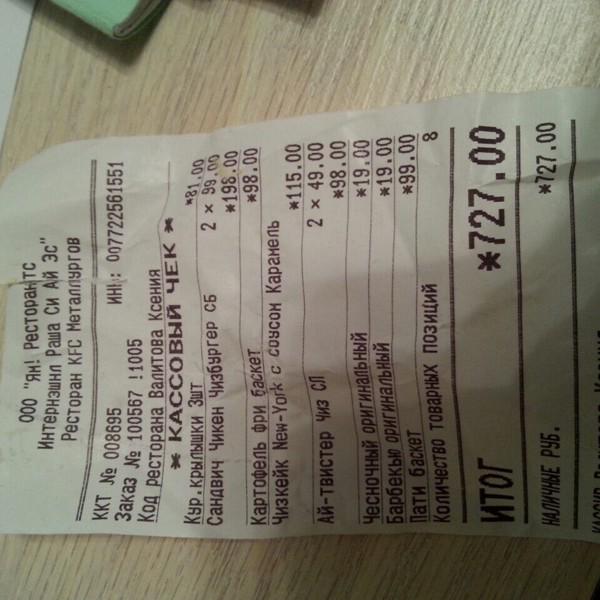 ООО "Ям! Ресторантс
Интернэшнл Раша Си Ай Эс"
Ресторан KFC Металлургов
ККТ № 008695 ИНН: 007722561551
Заказ № 100567 !1005
Код ресторана Валитова Ксения
* КАССОВЫЙ ЧЕК *
Кур.крылышки 3шт *81.00
Сандвич Чикен Чизбургер СБ 2 × 99.00
*198.00
Картофель фри баскет *98.00
Чизкейк New-York с соусом Карамель
*115.00
Ай-твистер Чиз СЛ 2 × 49.00
*98.00
Чесночный оригинальный *19.00
Барбекью оригинальный *19.00
Пати баскет *99.00
Количество товарных позиций 8
ИТОГ *727.00
НАЛИЧНЫЕ РУБ. *727.00